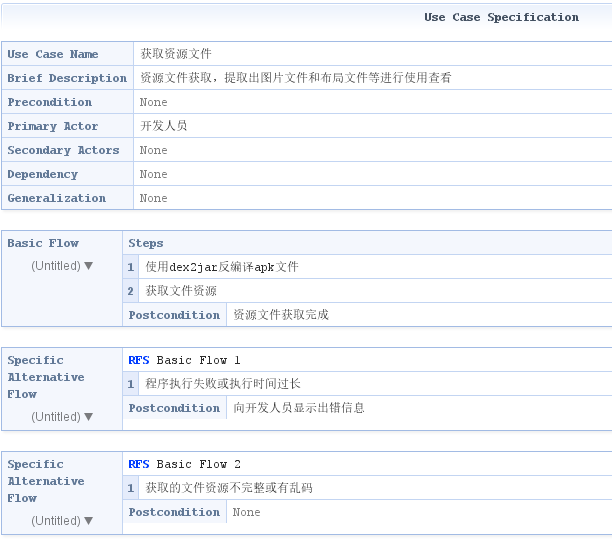 Use Case Specification
Use Case Name 获取资源文件
Brief Description 资源文件获取，提取出图片文件和布局文件等进行使用查看
Precondition None
Primary Actor 开发人员
Secondary Actors None
Dependency None
Generalization None
Basic Flow Steps
(Untitled) ▼ 1 使用dex2jar反编译apk文件
2 获取文件资源
Postcondition 资源文件获取完成
Specific RFS Basic Flow 1
Alternative 1 程序执行失败或执行时间过长
Flow
(Untitled) ▼ Postcondition 向开发人员显示出错信息
Specific RFS Basic Flow 2
Alternative 1 获取的文件资源不完整或有乱码
Flow
(Untitled) ▼ Postcondition None